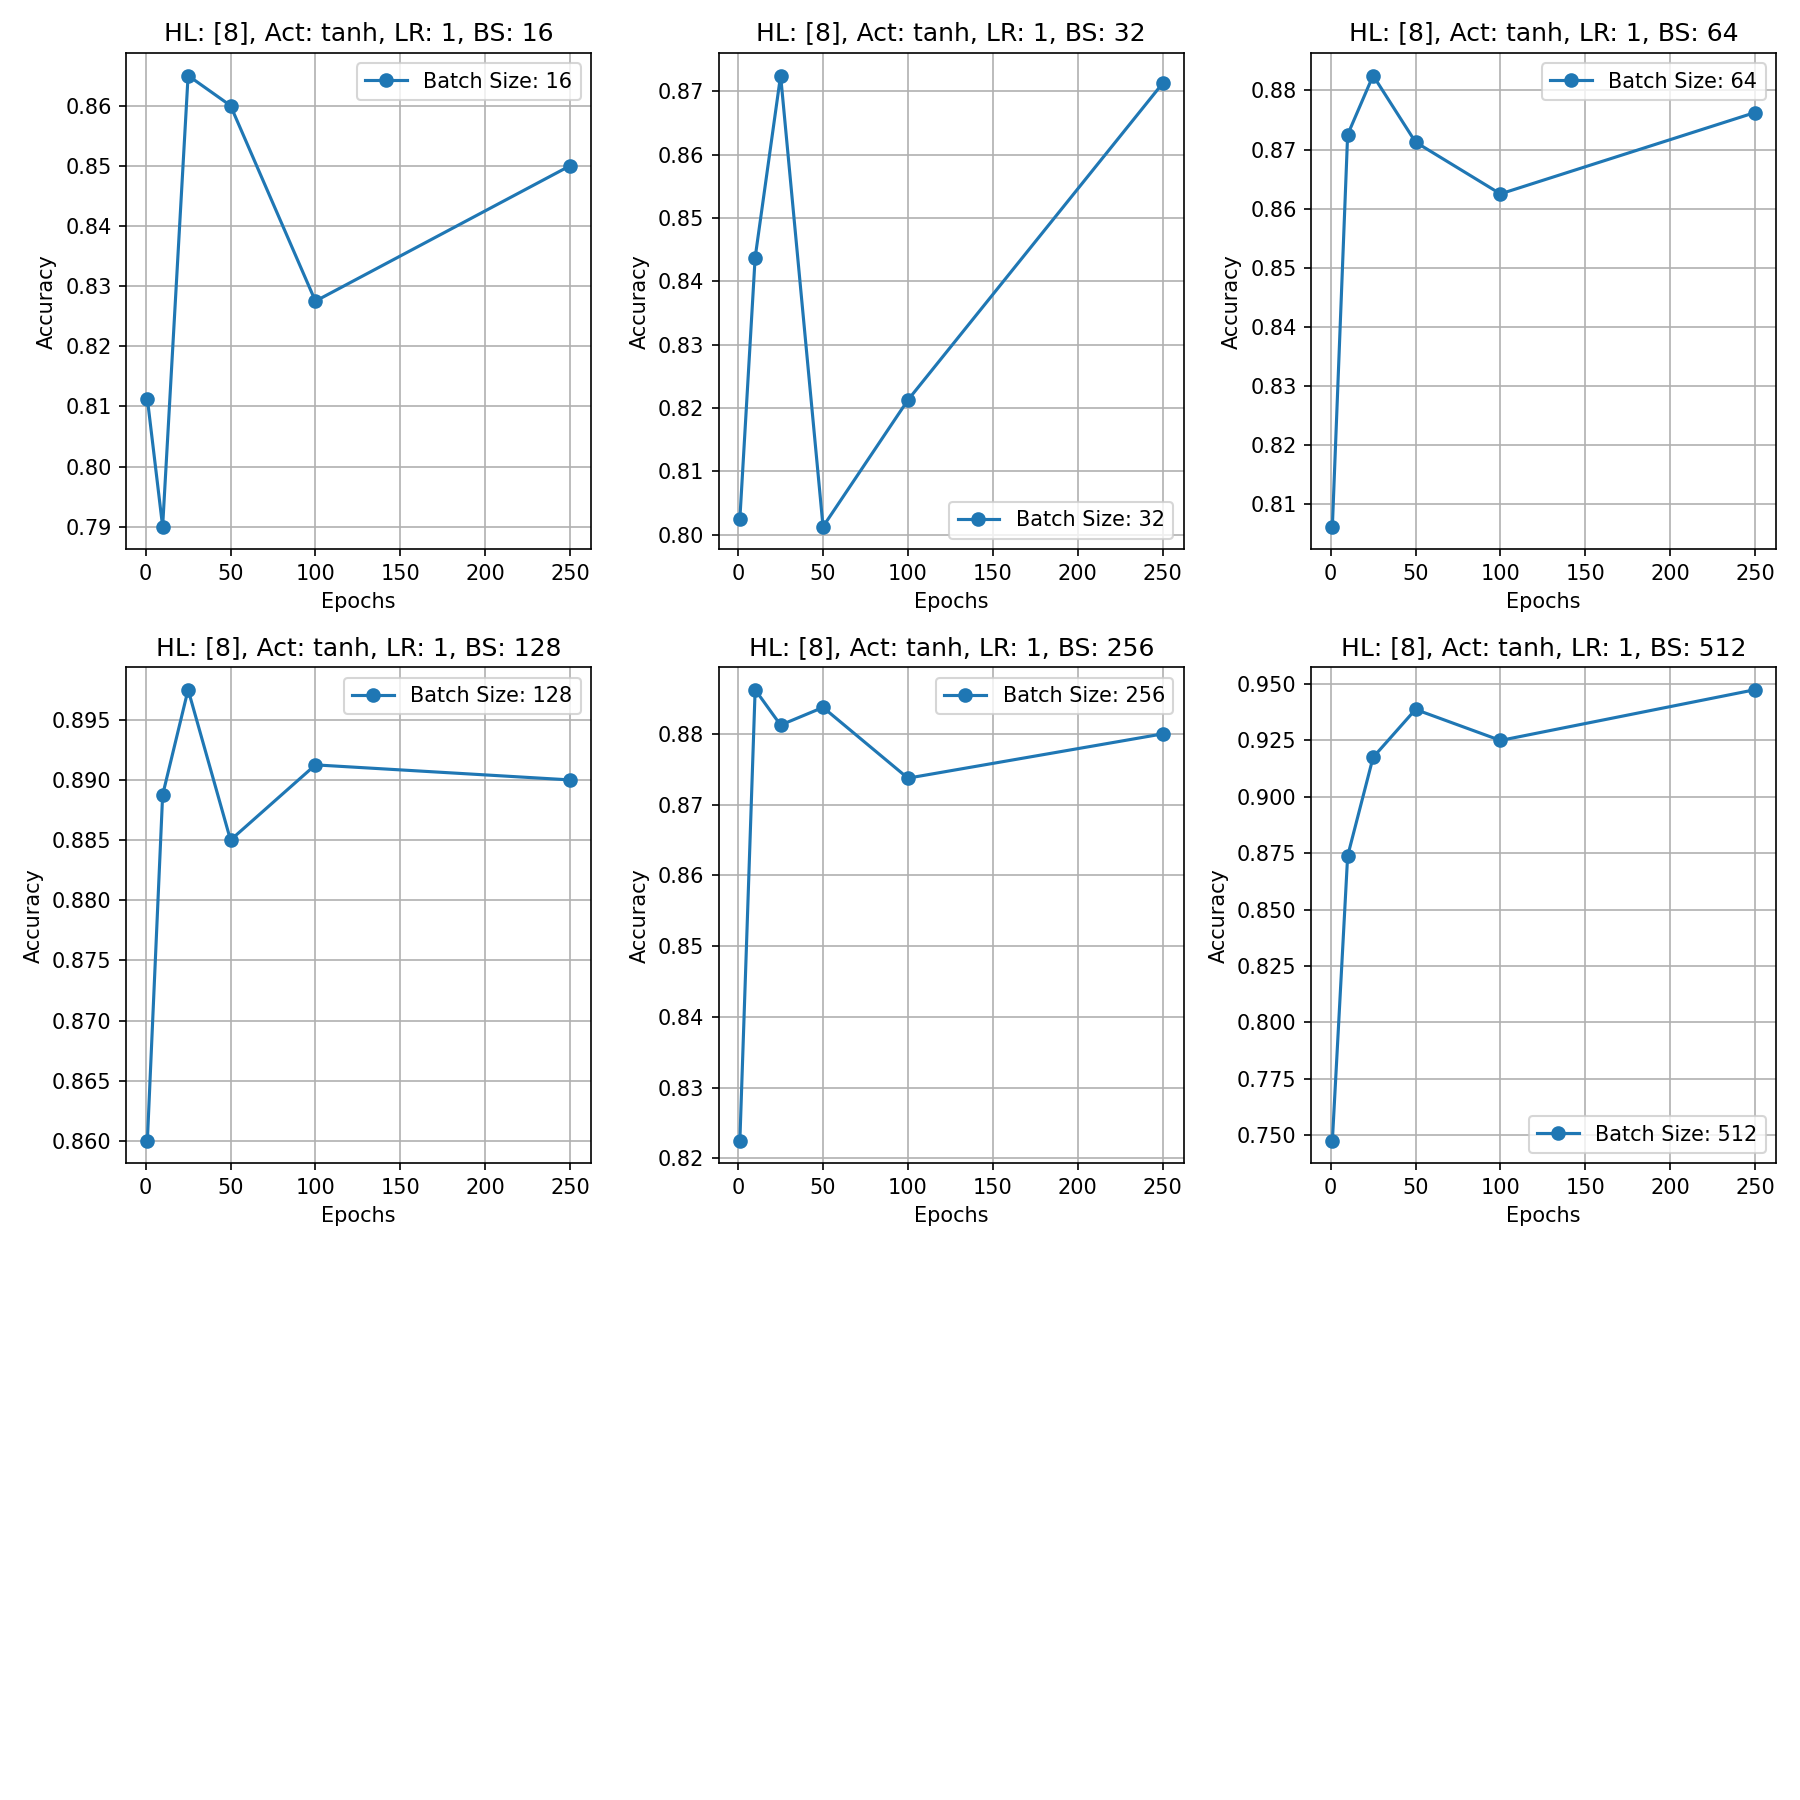 HL: [8], Act: tanh, LR: 1, BS: 16
Batch Size: 16
0.86
0.85
0.84
0.83
0.82
0.81
0.80
0.79
Accuracy
0 50 100 150 200 250
Epochs
HL: [8], Act: tanh, LR: 1, BS: 32
0.87
0.86
0.85
0.84
0.83
0.82
0.81
0.80
Accuracy
Batch Size: 32
0 50 100 150 200 250
Epochs
HL: [8], Act: tanh, LR: 1, BS: 64
Batch Size: 64
0.88
0.87
0.86
0.85
0.84
0.83
0.82
0.81
Accuracy
0 50 100 150 200 250
Epochs
HL: [8], Act: tanh, LR: 1, BS: 128
Batch Size: 128
0.895
0.890
0.885
0.880
0.875
0.870
0.865
0.860
Accuracy
0 50 100 150 200 250
Epochs
HL: [8], Act: tanh, LR: 1, BS: 256
Batch Size: 256
0.88
0.87
0.86
0.85
0.84
0.83
0.82
Accuracy
0 50 100 150 200 250
Epochs
HL: [8], Act: tanh, LR: 1, BS: 512
0.950
0.925
0.900
0.875
0.850
0.825
0.800
0.775
0.750
Accuracy
Batch Size: 512
0 50 100 150 200 250
Epochs